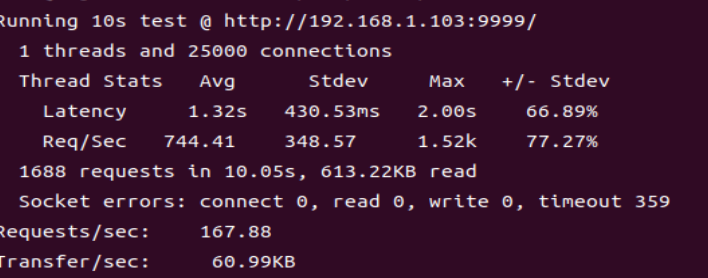 Running 10s test @ http://192.168.1.103:9999/
1 threads and 25000 connections
Thread Stats Avg Stdev Max +/- Stdev
Latency 1.32s 430.53ms 2.00s 66.89%
Req/Sec 744.41 348.57 1.52k 77.27%
1688 requests in 10.05s, 613.22KB read
Socket errors: connect 0, read 0, write 0, timeout 359
Requests/sec: 167.88
Transfer/sec: 60.99KB